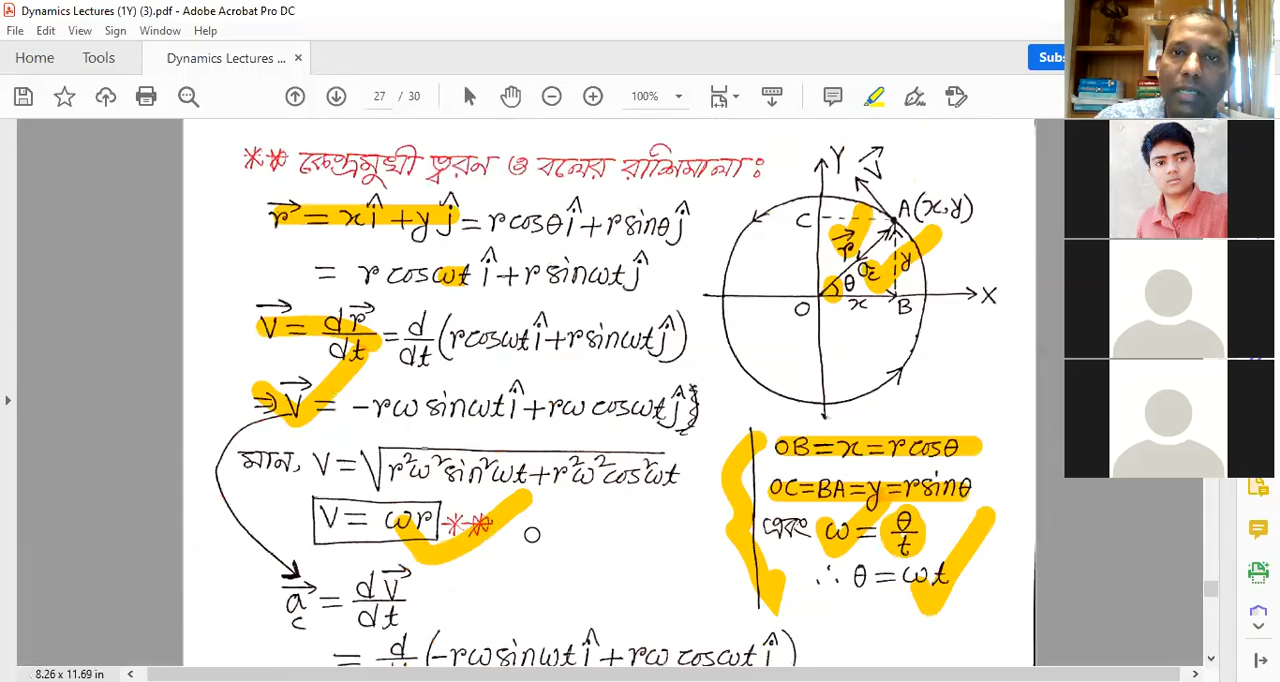 Dynamics Lectures (1Y) (3).pdf - Adobe Acrobat Pro DC
File Edit View Sign Window Help
Home Tools Dynamics Lectures ... × Subs
27 / 30 100%
** কেন্দ্রমুখী ত্বরন ও বলের রাশিমালা:
r⃗ = xî + yĵ = r cosθ î + r sinθ ĵ
= r cosωt î + r sinωt ĵ
V⃗ = dr⃗/dt = d/dt (r cosωt î + r sinωt ĵ)
⇒ V⃗ = -rω sinωt î + rω cosωt ĵ }
মান, V = √r²ω² sin²ωt + r²ω² cos²ωt
V = ωr **
a⃗c = dV⃗/dt
= d (-rω sinωt î + rω cosωt î)
Y V⃗
C A(x,y)
r⃗ ω y
θ
O x B X
OB = x = r cosθ
OC = BA = y = r sinθ
এবং ω = θ/t
∴ θ = ωt
8.26 x 11.69 in